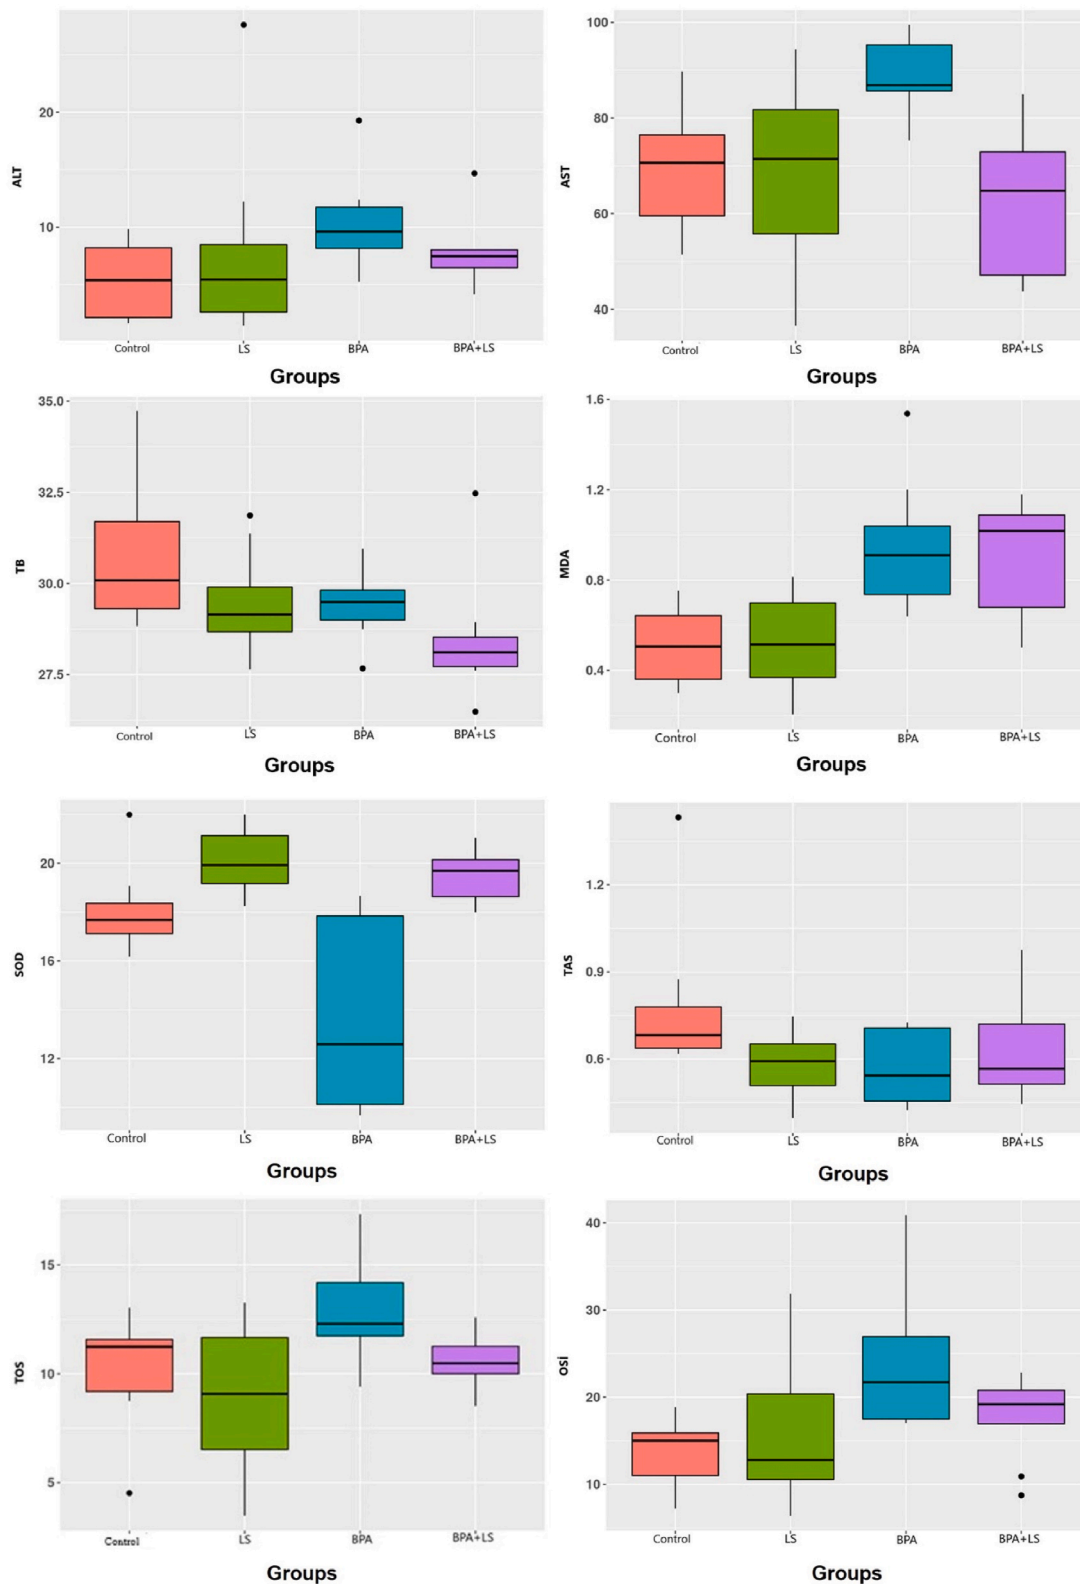 ALT
20
10
Control LS BPA BPA+LS
Groups
AST
100
80
60
40
Control LS BPA BPA+LS
Groups
TB
35.0
32.5
30.0
27.5
Control LS BPA BPA+LS
Groups
MDA
1.6
1.2
0.8
0.4
Control LS BPA BPA+LS
Groups
SOD
20
16
12
Control LS BPA BPA+LS
Groups
TAS
1.2
0.9
0.6
Control LS BPA BPA+LS
Groups
TOS
15
10
5
Control LS BPA BPA+LS
Groups
OSİ
40
30
20
10
Control LS BPA BPA+LS
Groups